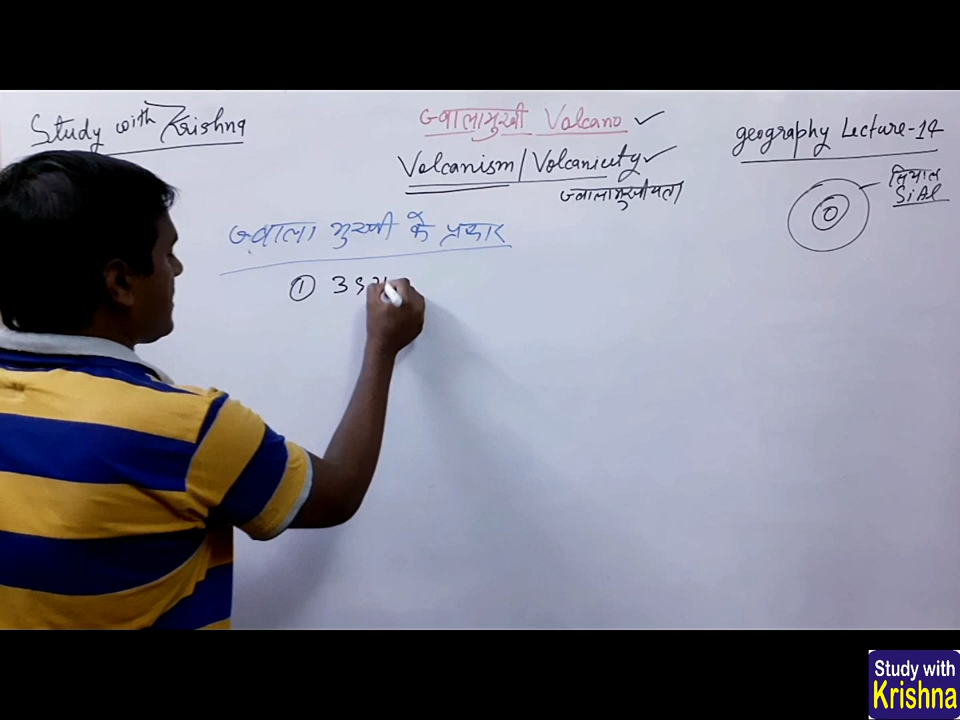 Study with Krishna
ज्वालामुखी Volcano
Volcanism/Volcanicity
ज्वालामुखीयता
geography Lecture-14
सियाल
SiAl
ज्वाला मुखी के प्रकार
①
Study with
Krishna